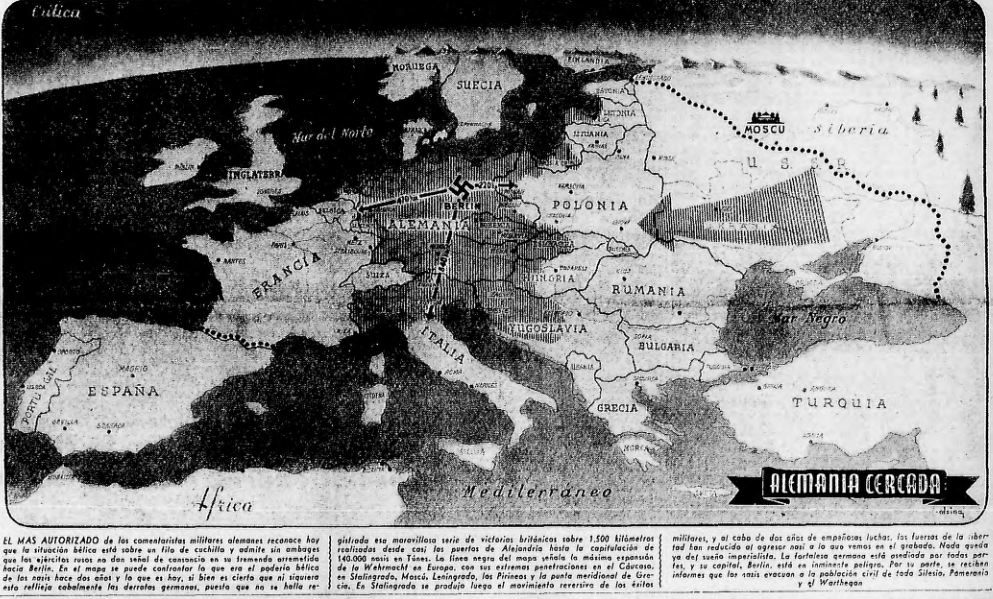 Crítica
NORUEGA
FINLANDIA
SUECIA
ESTONIA
Mar del Norte
LITUANIA
MOSCU
Siberia
U S S R
INGLATERRA
LONDRES
BERLIN
POLONIA
ALEMANIA
UKRANIA
PARIS
NANTES
FRANCIA
SUIZA
HUNGRIA
RUMANIA
Mar Negro
YUGOSLAVIA
ITALIA
BULGARIA
ROMA
PORTUGAL
ESPAÑA
MADRID
GRECIA
TURQUIA
SICILIA
Africa
Mediterráneo
ALEMANIA CERCADA
EL MAS AUTORIZADO de los comentaristas militares alemanes reconoce hoy
que la situación bélica está sobre un filo de cuchillo y admite sin ambages
que los ejércitos rusos no dan señal de cansancio en su tremenda arremetida
hacia Berlín. En el mapa se puede confrontar lo que era el poderío bélico
de los nazis hace dos años y lo que es hoy, si bien es cierto que ni siquiera
esto refleja cabalmente las derrotas germanas, puesto que no se halla re-
gistrada esa maravillosa serie de victorias británicas sobre 1.500 kilómetros
realizadas desde casi las puertas de Alejandría hasta la capitulación de
140.000 nazis en Túnez. La línea negra del mapa señala la máxima expansión
de la Wehrmacht en Europa, con sus extremas penetraciones en el Cáucaso,
en Stalingrado, Moscú, Leningrado, los Pirineos y la punta meridional de Gre-
cia. En Stalingrado se produjo luego el movimiento reversivo de los éxitos
militares, y al cabo de dos años de empeñosas luchas, las fuerzas de la liber-
tad han reducido al agresor nazi a lo que vemos en el grabado. Nada queda
ya del sueño imperialista. La fortaleza germana está asediada por todas par-
tes, y su capital, Berlín, está en inminente peligro. Por su parte, se reciben
informes que los nazis evacuan a la población civil de toda Silesia, Pomerania
y el Warthegau